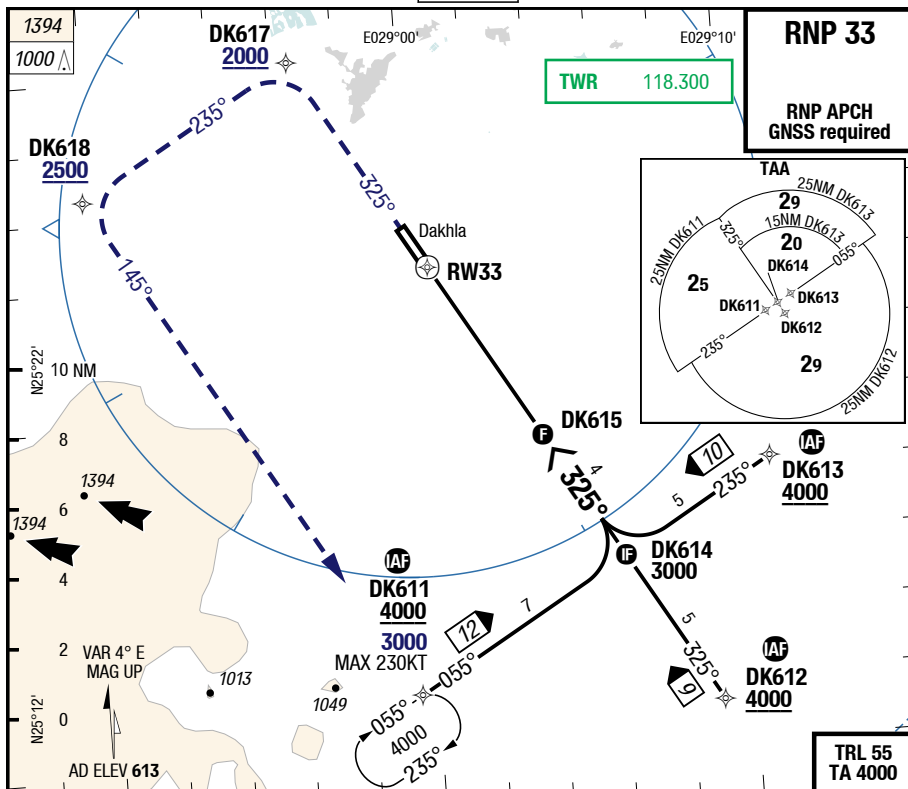 1394
1000
DK617
2000
E029°00'
E029°10'
RNP 33
RNP APCH
GNSS required
TWR 118.300
235°
DK618
2500
325°
145°
Dakhla
RW33
TAA
25NM DK613
29
15NM DK613
20
25NM DK611
325°
055°
DK614
25
DK613
DK611
DK612
235°
29
25NM DK612
N25°22'
10 NM
8
6
4
2
0
N25°12'
DK615
F
4
325°
10
235°
5
IAF
DK613
4000
1394
1394
IF
DK614
3000
IAF
DK611
4000
3000
MAX 230KT
7
12
055°
5
325°
9
IAF
DK612
4000
VAR 4° E
MAG UP
1013
1049
055°
4000
235°
AD ELEV 613
TRL 55
TA 4000